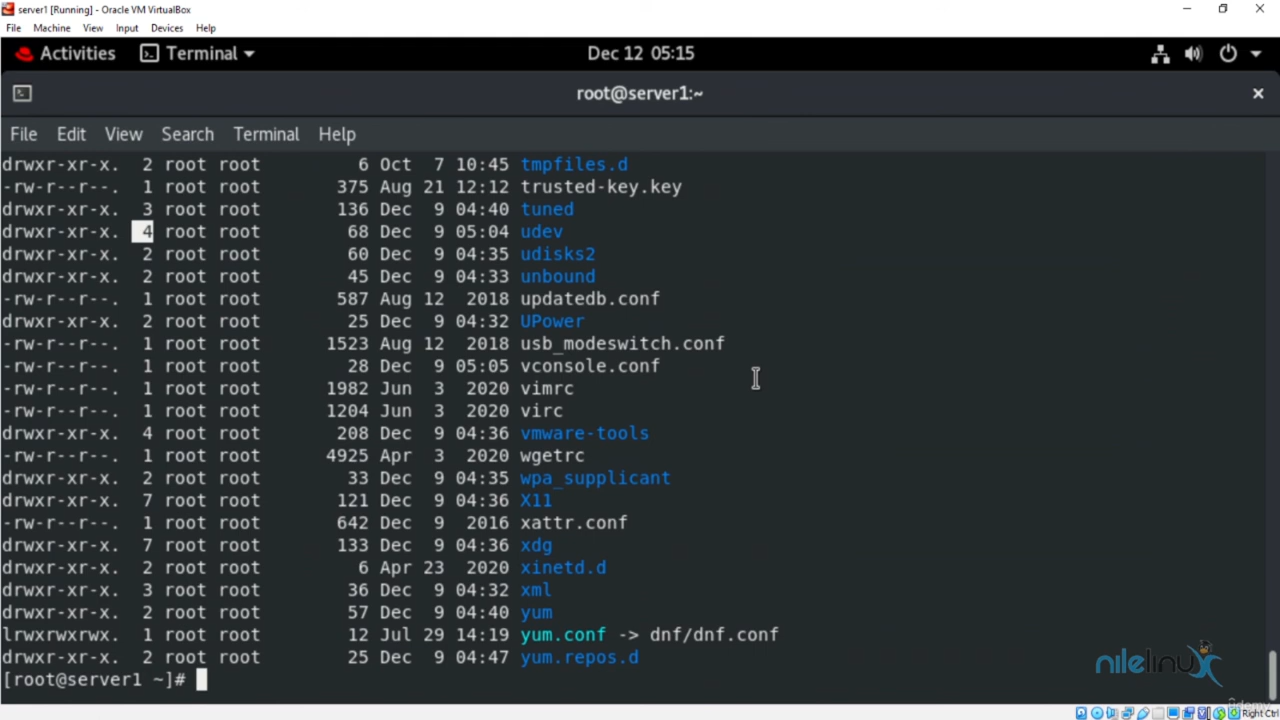 server1 [Running] - Oracle VM VirtualBox
File Machine View Input Devices Help
Activities Terminal Dec 12 05:15
root@server1:~
File Edit View Search Terminal Help
drwxr-xr-x. 2 root root 6 Oct 7 10:45 tmpfiles.d
-rw-r--r--. 1 root root 375 Aug 21 12:12 trusted-key.key
drwxr-xr-x. 3 root root 136 Dec 9 04:40 tuned
drwxr-xr-x. 4 root root 68 Dec 9 05:04 udev
drwxr-xr-x. 2 root root 60 Dec 9 04:35 udisks2
drwxr-xr-x. 2 root root 45 Dec 9 04:33 unbound
-rw-r--r--. 1 root root 587 Aug 12 2018 updatedb.conf
drwxr-xr-x. 2 root root 25 Dec 9 04:32 UPower
-rw-r--r--. 1 root root 1523 Aug 12 2018 usb_modeswitch.conf
-rw-r--r--. 1 root root 28 Dec 9 05:05 vconsole.conf
-rw-r--r--. 1 root root 1982 Jun 3 2020 vimrc
-rw-r--r--. 1 root root 1204 Jun 3 2020 virc
drwxr-xr-x. 4 root root 208 Dec 9 04:36 vmware-tools
-rw-r--r--. 1 root root 4925 Apr 3 2020 wgetrc
drwxr-xr-x. 2 root root 33 Dec 9 04:35 wpa_supplicant
drwxr-xr-x. 7 root root 121 Dec 9 04:36 X11
-rw-r--r--. 1 root root 642 Dec 9 2016 xattr.conf
drwxr-xr-x. 7 root root 133 Dec 9 04:36 xdg
drwxr-xr-x. 2 root root 6 Apr 23 2020 xinetd.d
drwxr-xr-x. 3 root root 36 Dec 9 04:32 xml
drwxr-xr-x. 2 root root 57 Dec 9 04:40 yum
lrwxrwxrwx. 1 root root 12 Jul 29 14:19 yum.conf -> dnf/dnf.conf
drwxr-xr-x. 2 root root 25 Dec 9 04:47 yum.repos.d
[root@server1 ~]#
nilelinux
Udemy
Right Ctrl